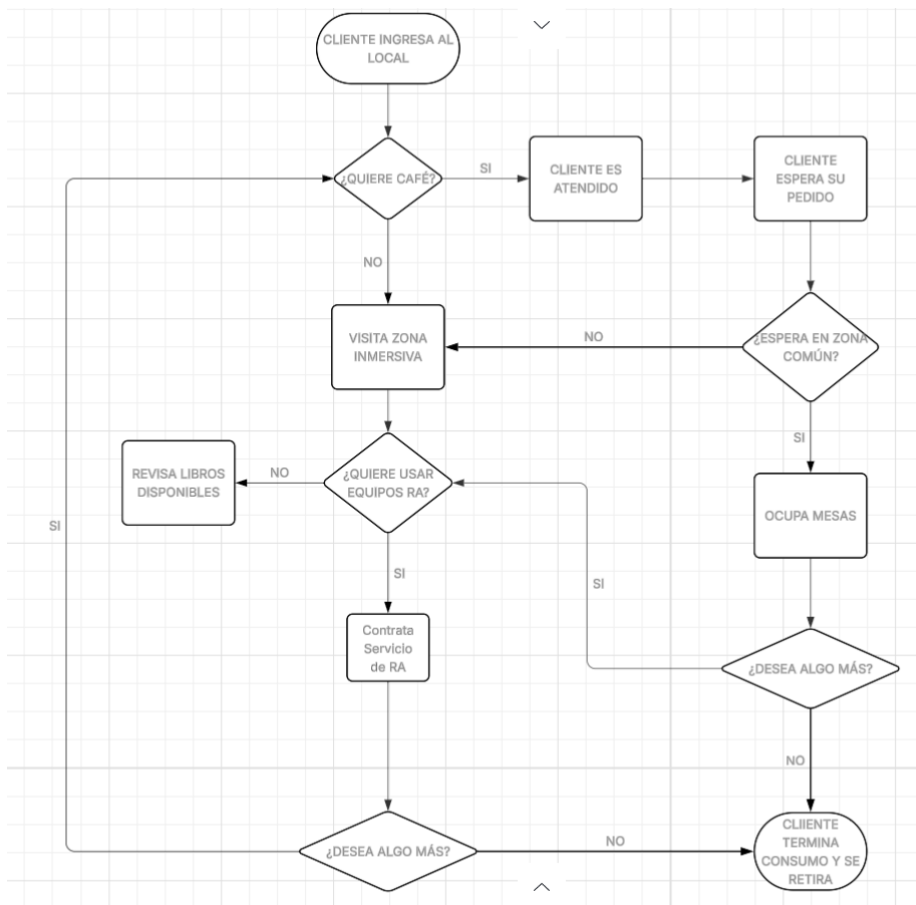 CLIENTE INGRESA AL
LOCAL
¿QUIERE CAFÉ?
SI
CLIENTE ES
ATENDIDO
CLIENTE
ESPERA SU
PEDIDO
NO
VISITA ZONA
INMERSIVA
NO
¿ESPERA EN ZONA
COMÚN?
SI
REVISA LIBROS
DISPONIBLES
NO
¿QUIERE USAR
EQUIPOS RA?
OCUPA MESAS
SI
SI
SI
Contrata
Servicio
de RA
¿DESEA ALGO MÁS?
NO
¿DESEA ALGO MÁS?
NO
CLIIENTE
TERMINA
CONSUMO Y SE
RETIRA